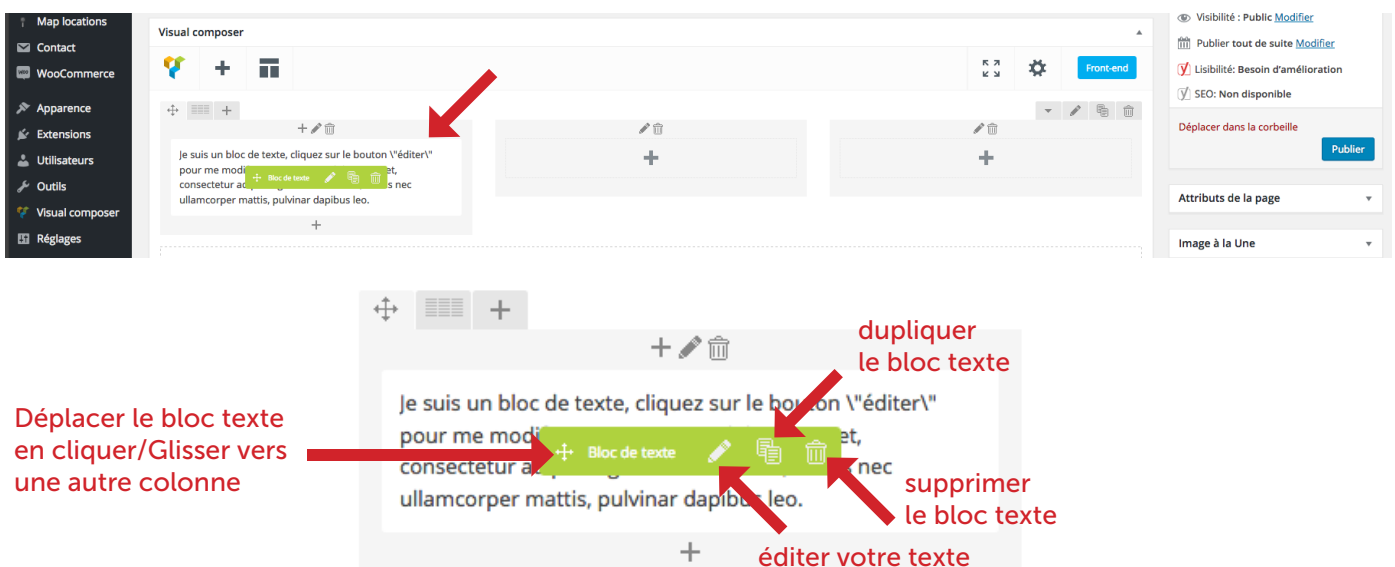 Map locations
Contact
WooCommerce
Apparence
Extensions
Utilisateurs
Outils
Visual composer
Réglages
Visual composer
Front-end
Je suis un bloc de texte, cliquez sur le bouton \"éditer\"
pour me modi et,
consectetur a s nec
ullamcorper mattis, pulvinar dapibus leo.
Bloc de texte
Visibilité : Public Modifier
Publier tout de suite Modifier
Lisibilité: Besoin d'amélioration
SEO: Non disponible
Déplacer dans la corbeille
Publier
Attributs de la page
Image à la Une
dupliquer
le bloc texte
Je suis un bloc de texte, cliquez sur le bouton \"éditer\"
pour me modi et,
Bloc de texte
consectetur a nec
ullamcorper mattis, pulvinar dapibus leo.
Déplacer le bloc texte
en cliquer/Glisser vers
une autre colonne
supprimer
le bloc texte
éditer votre texte